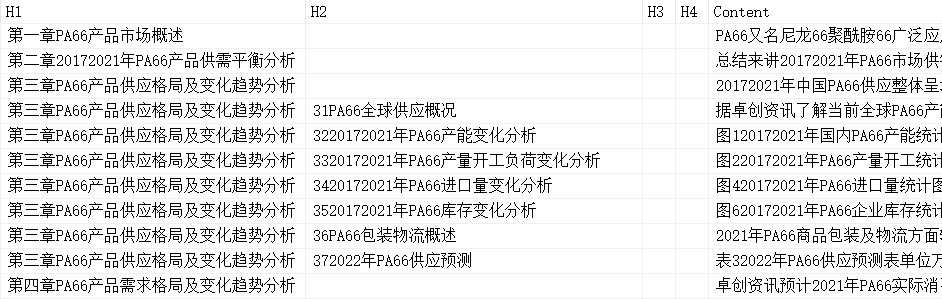 H1 H2 H3 H4 Content
第一章PA66产品市场概述 PA66又名尼龙66聚酰胺66广泛应
第二章20172021年PA66产品供需平衡分析 总结来讲20172021年PA66市场供
第三章PA66产品供应格局及变化趋势分析 20172021年中国PA66供应整体呈
第三章PA66产品供应格局及变化趋势分析 31PA66全球供应概况 据卓创资讯了解当前全球PA66产
第三章PA66产品供应格局及变化趋势分析 3220172021年PA66产能变化分析 图120172021年国内PA66产能统计
第三章PA66产品供应格局及变化趋势分析 3320172021年PA66产量开工负荷变化分析 图220172021年PA66产量开工统计
第三章PA66产品供应格局及变化趋势分析 3420172021年PA66进口量变化分析 图420172021年PA66进口量统计图
第三章PA66产品供应格局及变化趋势分析 3520172021年PA66库存变化分析 图620172021年PA66企业库存统计
第三章PA66产品供应格局及变化趋势分析 36PA66包装物流概述 2021年PA66商品包装及物流方面
第三章PA66产品供应格局及变化趋势分析 372022年PA66供应预测 表32022年PA66供应预测表单位万
第四章PA66产品需求格局及变化趋势分析 卓创资讯预计2021年PA66实际消